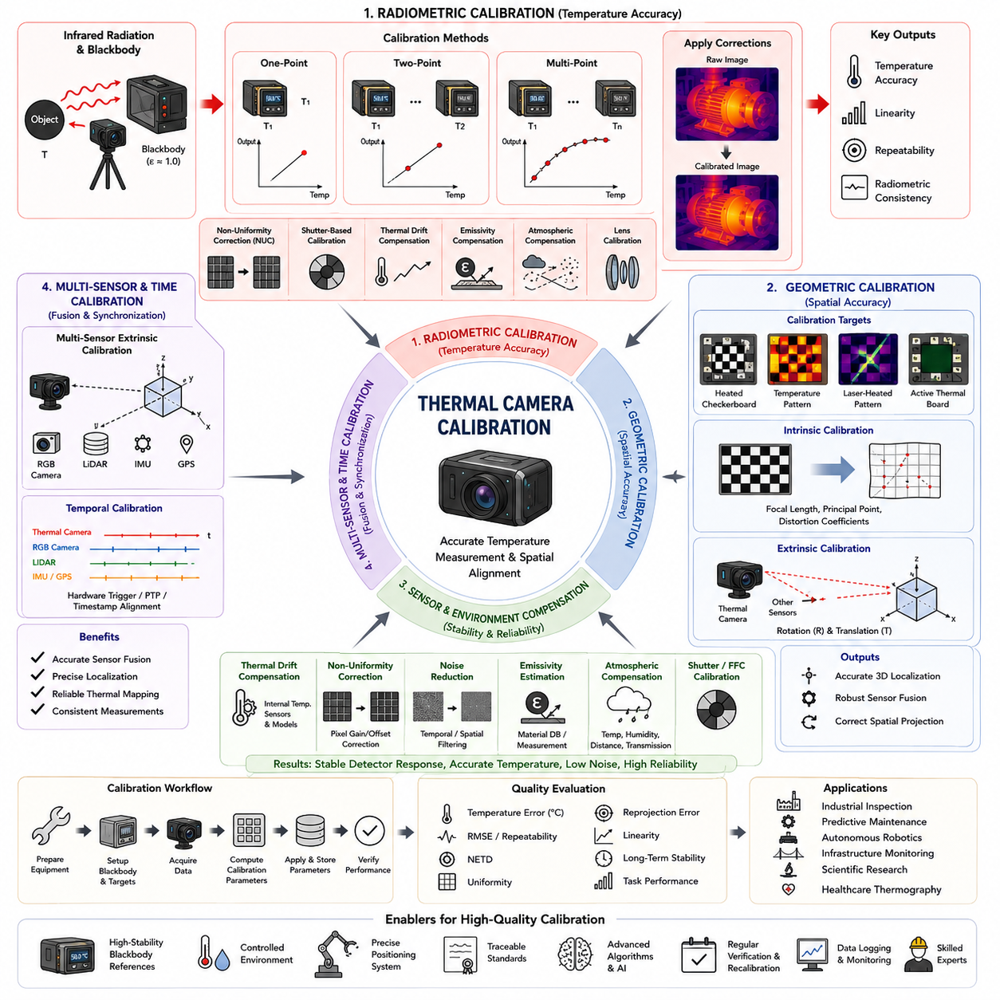 1. RADIOMETRIC CALIBRATION (Temperature Accuracy)
Infrared Radiation
& Blackbody
Object
T
Blackbody
(ε ≈ 1.0)
Calibration Methods
One-Point
T1
T1
Output
Temp
Two-Point
...
T1
T2
Output
Temp
Multi-Point
...
T1
Tn
Output
Temp
Apply Corrections
Raw Image
Calibrated Image
Key Outputs
Temperature
Accuracy
Linearity
Repeatability
Radiometric
Consistency
Non-Uniformity
Correction (NUC)
Shutter-Based
Calibration
Thermal Drift
Compensation
Emissivity
Compensation
ε
Atmospheric
Compensation
Lens
Calibration
4. MULTI-SENSOR & TIME
CALIBRATION
(Fusion & Synchronization)
Multi-Sensor Extrinsic
Calibration
z
y
y
x
RGB
Camera
LiDAR
IMU
GPS
Temporal Calibration
Thermal Camera
t
RGB Camera
LIDAR
IMU / GPS
Hardware Trigger / PTP /
Timestamp Alignment
Benefits
Accurate Sensor Fusion
Precise Localization
Reliable Thermal Mapping
Consistent Measurements
1. RADIOMETRIC CALIBRATION
(Temperature Accuracy)
2. GEOMETRIC CALIBRATION
(Spatial Accuracy)
3. SENSOR & ENVIRONMENT COMPENSATION
(Stability & Reliability)
4. MULTI-SENSOR & TIME CALIBRATION
(Fusion & Synchronization)
THERMAL CAMERA
CALIBRATION
Accurate Temperature
Measurement & Spatial
Alignment
2. GEOMETRIC CALIBRATION
(Spatial Accuracy)
Calibration Targets
Heated
Checkerboard
Temperature
Pattern
Laser-Heated
Pattern
Active Thermal
Board
Intrinsic Calibration
Focal Length, Principal Point,
Distortion Coefficients
Extrinsic Calibration
Thermal
Camera
Other
Sensors
z
x
x
Rotation (R) & Translation (T)
Outputs
Accurate 3D Localization
Robust Sensor Fusion
Correct Spatial Projection
Thermal Drift
Compensation
Internal Temp.
Sensors
& Models
Non-Uniformity
Correction
Pixel Gain/Offset
Correction
Noise
Reduction
Temporal / Spatial
Filtering
Emissivity
Estimation
ε
Material DB /
Measurement
Atmospheric
Compensation
Temp, Humidity,
Distance, Transmission
Shutter / FFC
Calibration
Results: Stable Detector Response, Accurate Temperature, Low Noise, High Reliability
Calibration Workflow
Prepare
Equipment
Setup
Blackbody
& Targets
Acquire
Data
Compute
Calibration
Parameters
Apply & Store
Parameters
Verify
Performance
Quality Evaluation
Temperature Error (°C)
RMSE / Repeatability
NETD
Uniformity
Reprojection Error
Linearity
Long-Term Stability
Task Performance
Applications
Industrial Inspection
Predictive Maintenance
Autonomous Robotics
Infrastructure Monitoring
Scientific Research
Healthcare Thermography
Enablers for High-Quality Calibration
High-Stability
Blackbody
References
Controlled
Environment
Precise
Positioning
System
Traceable
Standards
Advanced
Algorithms
& AI
Regular
Verification &
Recalibration
Data Logging
& Monitoring
Skilled
Experts